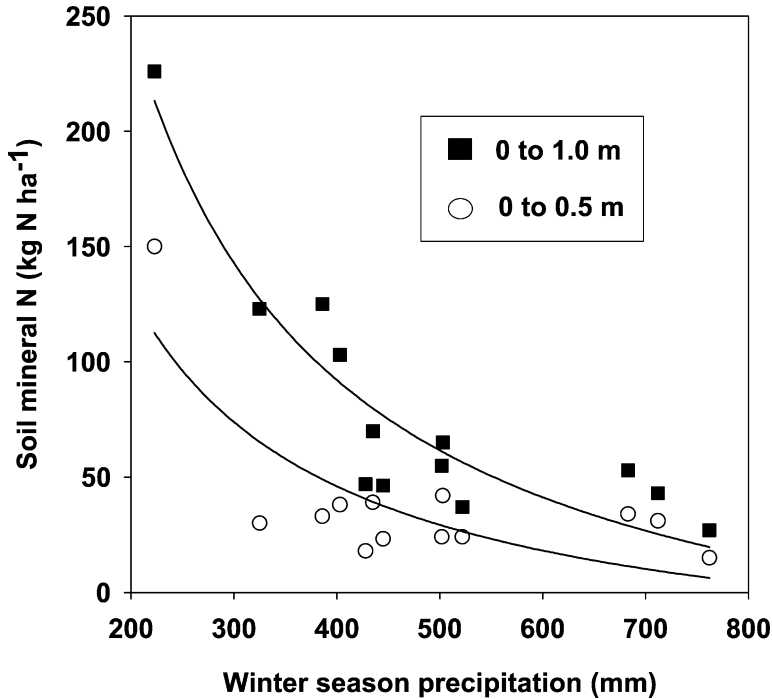 250
200
150
100
50
0
Soil mineral N (kg N ha⁻¹)
0 to 1.0 m
0 to 0.5 m
200 300 400 500 600 700 800
Winter season precipitation (mm)